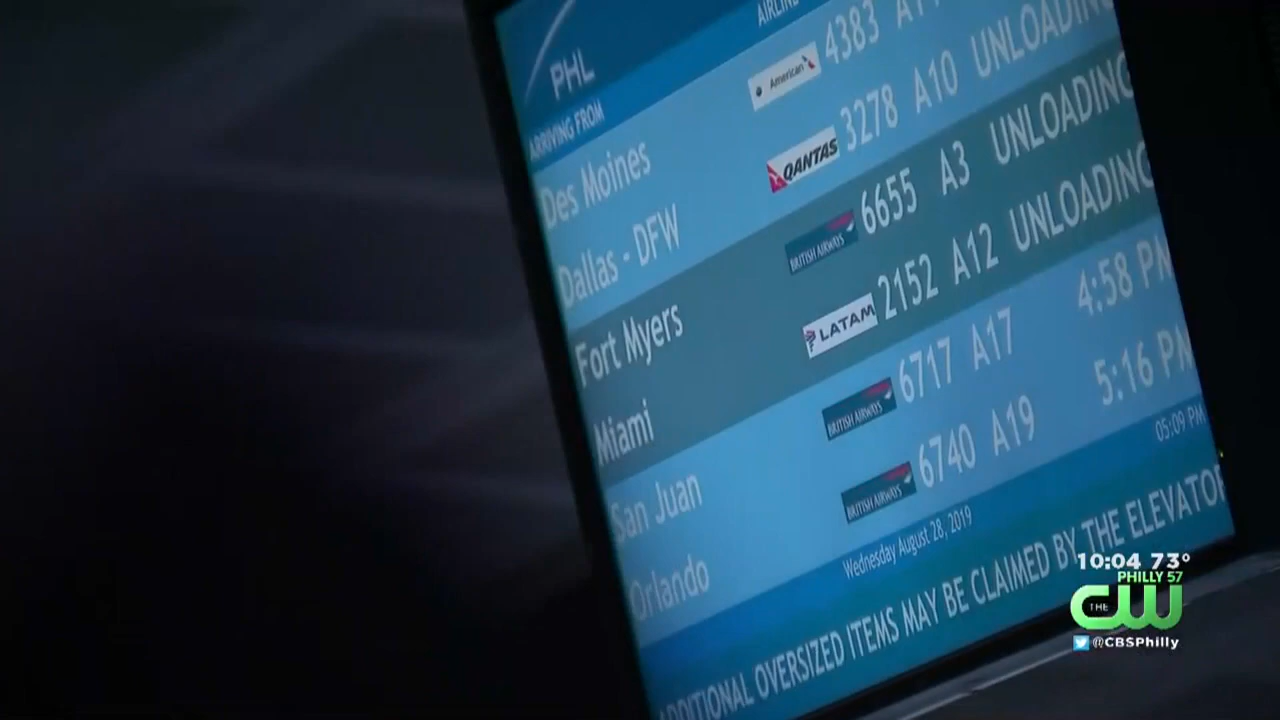 PHL
AIRLINE
ARRIVING FROM
Des Moines American 4383
Dallas - DFW QANTAS 3278 A10 UNLOADING
Fort Myers BRITISH AIRWAYS 6655 A3 UNLOADING
Miami LATAM 2152 A12 UNLOADING
San Juan BRITISH AIRWAYS 6717 A17 4:58 PM
Orlando BRITISH AIRWAYS 6740 A19 5:16 PM
Wednesday August 28, 2019 05:09 PM
ADDITIONAL OVERSIZED ITEMS MAY BE CLAIMED BY THE ELEVATOR
10:04 73°
PHILLY 57
THE CW
@CBSPhilly